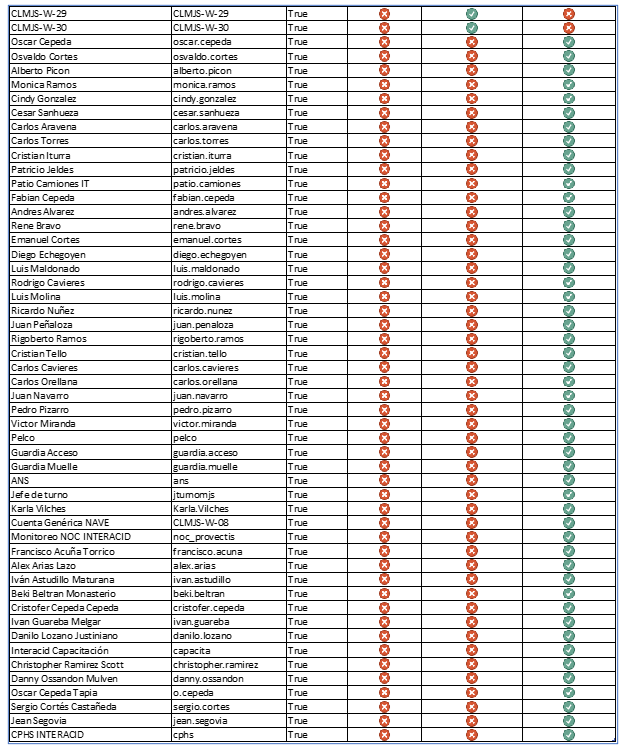 CLMJS-W-29 CLMJS-W-29 True
CLMJS-W-30 CLMJS-W-30 True
Oscar Cepeda oscar.cepeda True
Osvaldo Cortes osvaldo.cortes True
Alberto Picon alberto.picon True
Monica Ramos monica.ramos True
Cindy Gonzalez cindy.gonzalez True
Cesar Sanhueza cesar.sanhueza True
Carlos Aravena carlos.aravena True
Carlos Torres carlos.torres True
Cristian Iturra cristian.iturra True
Patricio Jeldes patricio.jeldes True
Patio Camiones IT patio.camiones True
Fabian Cepeda fabian.cepeda True
Andres Alvarez andres.alvarez True
Rene Bravo rene.bravo True
Emanuel Cortes emanuel.cortes True
Diego Echegoyen diego.echegoyen True
Luis Maldonado luis.maldonado True
Rodrigo Cavieres rodrigo.cavieres True
Luis Molina luis.molina True
Ricardo Nuñez ricardo.nunez True
Juan Peñaloza juan.penaloza True
Rigoberto Ramos rigoberto.ramos True
Cristian Tello cristian.tello True
Carlos Cavieres carlos.cavieres True
Carlos Orellana carlos.orellana True
Juan Navarro juan.navarro True
Pedro Pizarro pedro.pizarro True
Victor Miranda victor.miranda True
Pelco pelco True
Guardia Acceso guardia.acceso True
Guardia Muelle guardia.muelle True
ANS ans True
Jefe de turno jturnomjs True
Karla Vilches Karla.Vilches True
Cuenta Genérica NAVE CLMJS-W-08 True
Monitoreo NOC INTERACID noc_provectis True
Francisco Acuña Torrico francisco.acuna True
Alex Arias Lazo alex.arias True
Iván Astudillo Maturana ivan.astudillo True
Beki Beltran Monasterio beki.beltran True
Cristofer Cepeda Cepeda cristofer.cepeda True
Ivan Guareba Melgar ivan.guareba True
Danilo Lozano Justiniano danilo.lozano True
Interacid Capacitación capacita True
Christopher Ramirez Scott christopher.ramirez True
Danny Ossandon Mulven danny.ossandon True
Oscar Cepeda Tapia o.cepeda True
Sergio Cortés Castañeda sergio.cortes True
Jean Segovia jean.segovia True
CPHS INTERACID cphs True